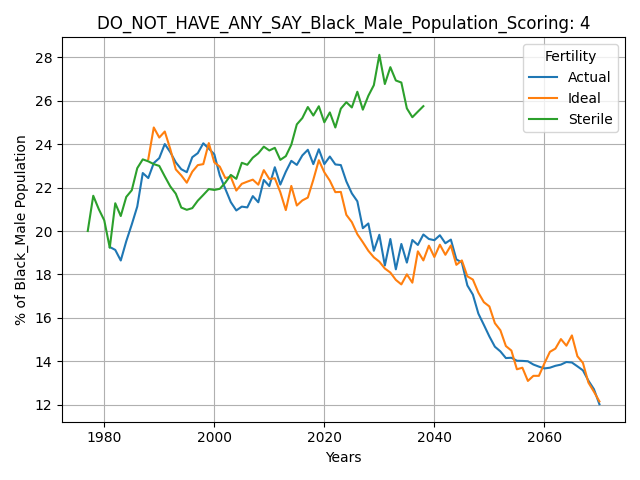 DO_NOT_HAVE_ANY_SAY_Black_Male_Population_Scoring: 4
% of Black_Male Population
28
26
24
22
20
18
16
14
12
Fertility
Actual
Ideal
Sterile
1980
2000
2020
2040
2060
Years